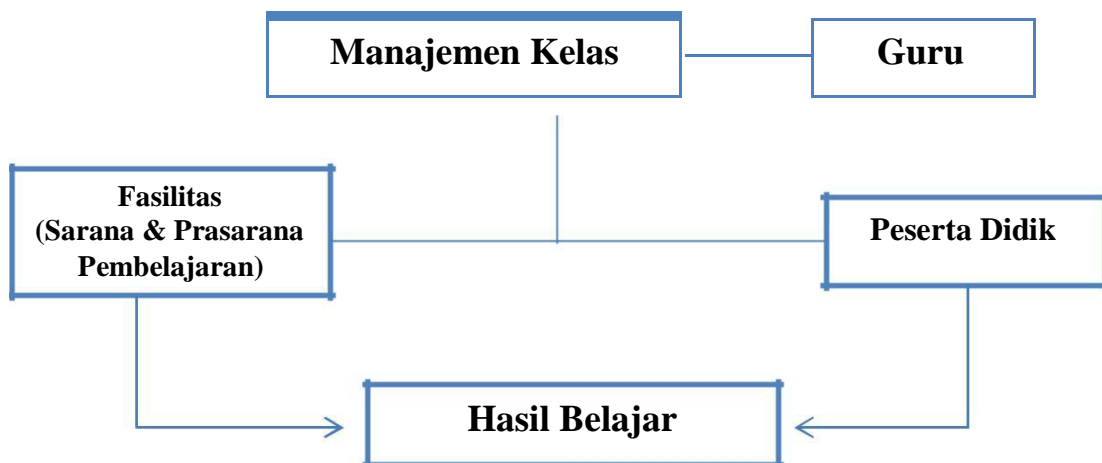 Manajemen Kelas
Guru
Fasilitas
(Sarana & Prasarana
Pembelajaran)
Peserta Didik
Hasil Belajar